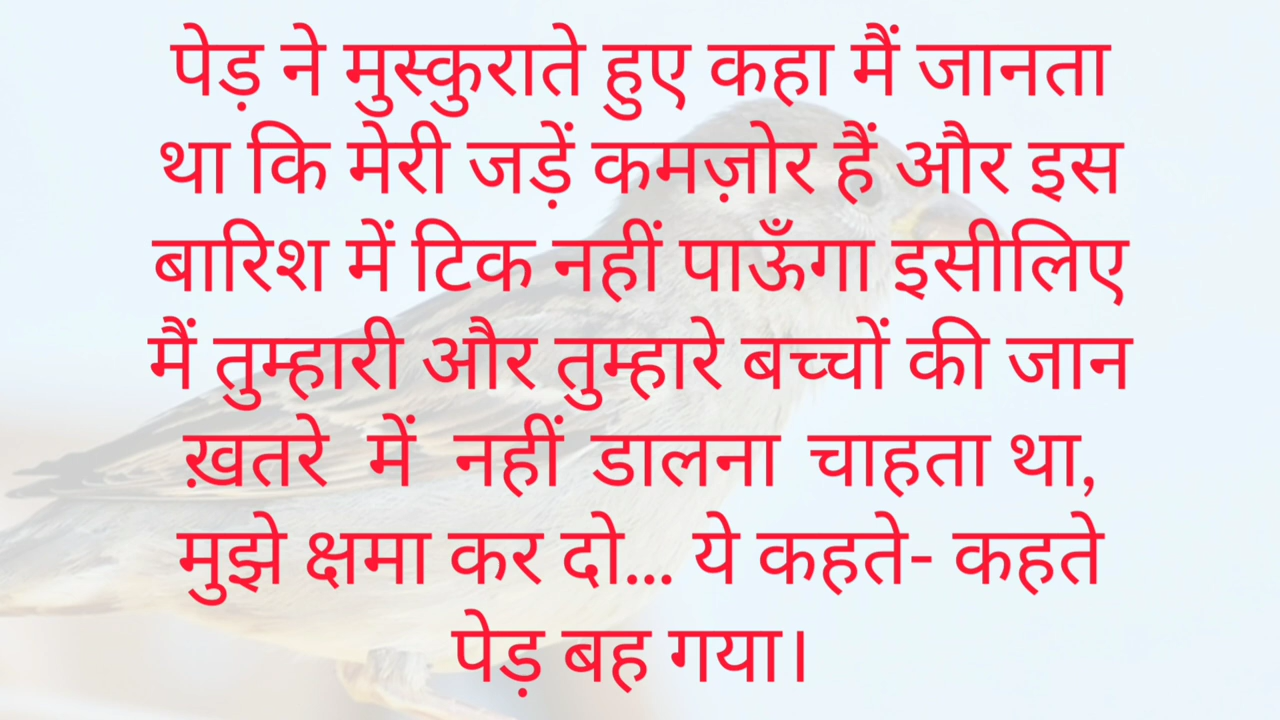 पेड़ ने मुस्कुराते हुए कहा मैं जानता
था कि मेरी जड़ें कमज़ोर हैं और इस
बारिश में टिक नहीं पाऊँगा इसीलिए
मैं तुम्हारी और तुम्हारे बच्चों की जान
ख़तरे में नहीं डालना चाहता था,
मुझे क्षमा कर दो... ये कहते- कहते
पेड़ बह गया।